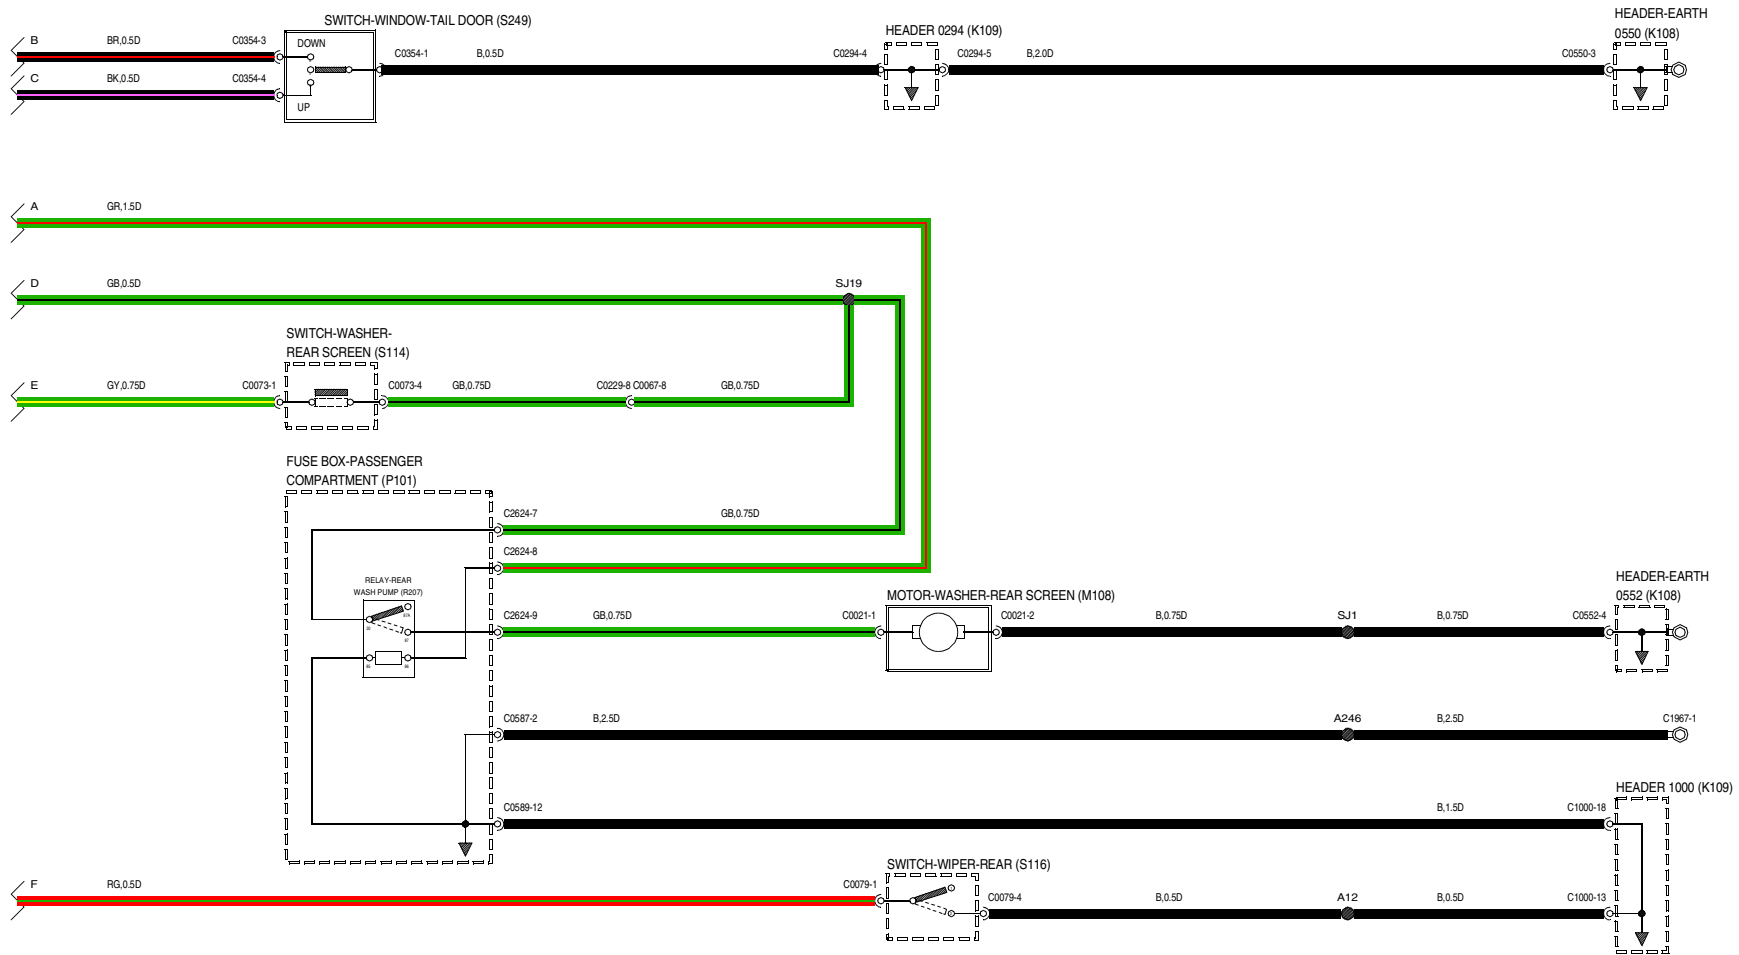 SWITCH-WINDOW-TAIL DOOR (S249)
HEADER 0294 (K109)
HEADER-EARTH
0550 (K108)
B
BR,0.5D
C0354-3
DOWN
C0354-1
B,0.5D
C0294-4
C0294-5
B,2.0D
C0550-3
C
BK,0.5D
C0354-4
UP
A
GR,1.5D
D
GB,0.5D
SJ19
SWITCH-WASHER-
REAR SCREEN (S114)
E
GY,0.75D
C0073-1
C0073-4
GB,0.75D
C0229-8 C0067-8
GB,0.75D
FUSE BOX-PASSENGER
COMPARTMENT (P101)
C2624-7
GB,0.75D
C2624-8
RELAY-REAR
WASH PUMP (R207)
87A
30
87
85
86
C2624-9
GB,0.75D
C0021-1
MOTOR-WASHER-REAR SCREEN (M108)
C0021-2
B,0.75D
SJ1
B,0.75D
C0552-4
HEADER-EARTH
0552 (K108)
C0587-2
B,2.5D
A246
B,2.5D
C1967-1
C0589-12
B,1.5D
C1000-18
HEADER 1000 (K109)
F
RG,0.5D
C0079-1
SWITCH-WIPER-REAR (S116)
C0079-4
B,0.5D
A12
B,0.5D
C1000-13